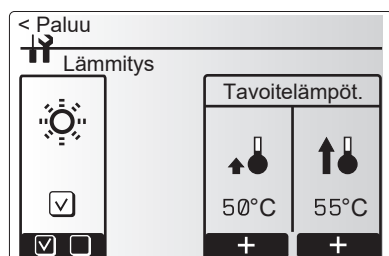 < Paluu
Lämmitys
Tavoitelämpöt.
50°C 55°C
+ +